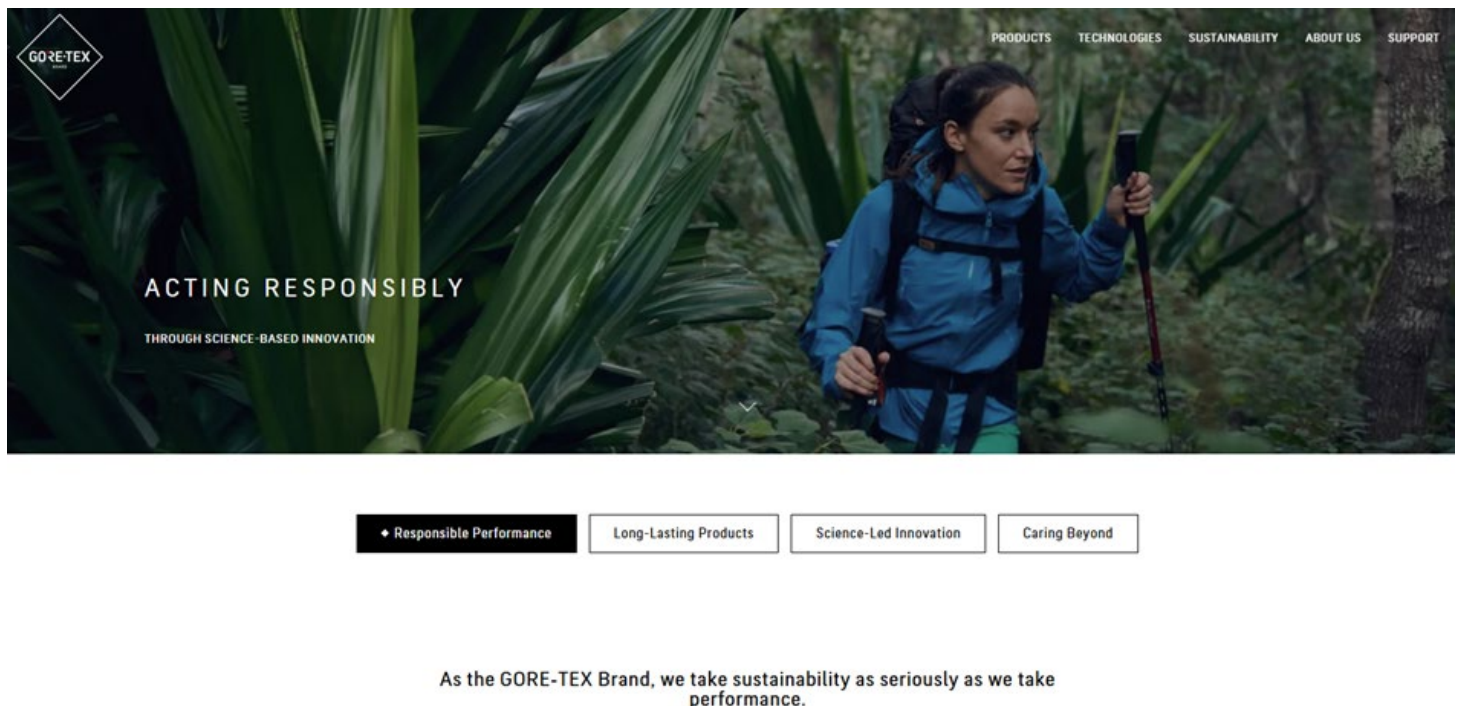 GORE-TEX
BRAND
PRODUCTS TECHNOLOGIES SUSTAINABILITY ABOUT US SUPPORT
ACTING RESPONSIBLY
THROUGH SCIENCE-BASED INNOVATION
Responsible Performance Long-Lasting Products Science-Led Innovation Caring Beyond
As the GORE-TEX Brand, we take sustainability as seriously as we take
performance.